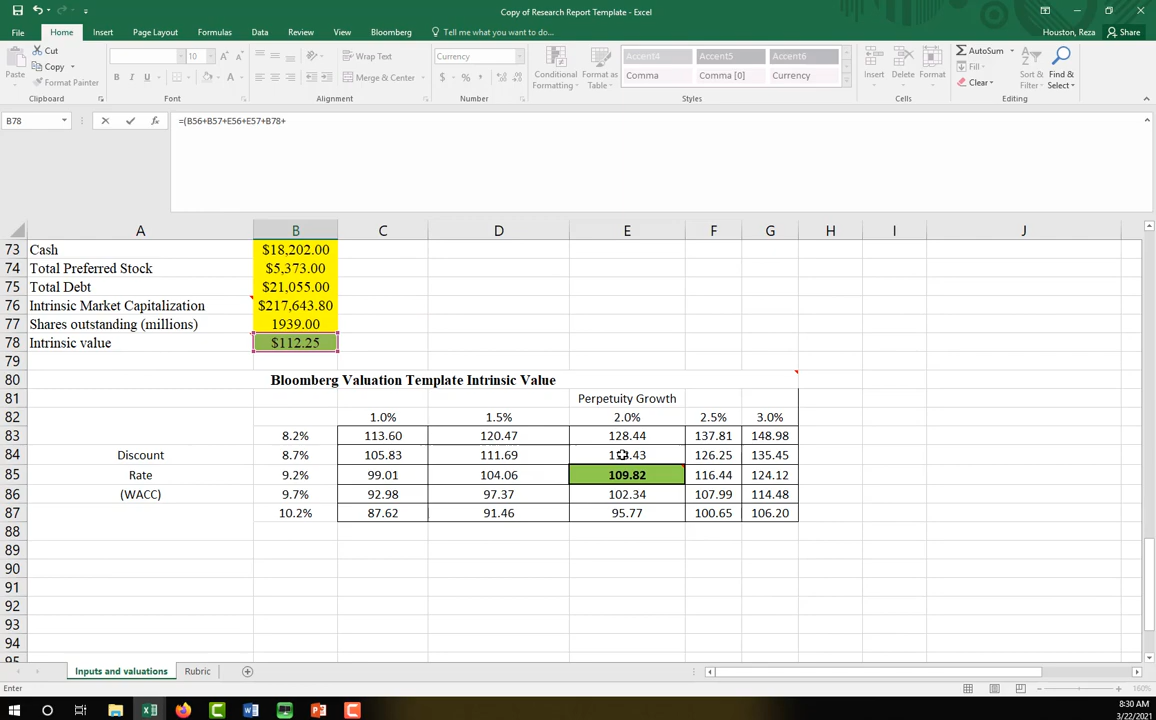 Copy of Research Report Template - Excel
Houston, Reza
Share
File
Home
Insert
Page Layout
Formulas
Data
Review
View
Bloomberg
Tell me what you want to do...
Paste
Cut
Copy
Format Painter
Clipboard
10
A A
B I U
Font
Wrap Text
Merge & Center
Alignment
Currency
$ % ,
Number
Conditional Formatting
Format as Table
Accent4
Accent5
Accent6
Comma
Comma [0]
Currency
Styles
Insert
Delete
Format
Cells
AutoSum
Fill
Clear
Sort & Filter
Find & Select
Editing
B78
fx
=(B56+B57+E56+E57+B78+
A B C D E F G H I J
73 Cash $18,202.00
74 Total Preferred Stock $5,373.00
75 Total Debt $21,055.00
76 Intrinsic Market Capitalization $217,643.80
77 Shares outstanding (millions) 1939.00
78 Intrinsic value $112.25
79
80 Bloomberg Valuation Template Intrinsic Value
81 Perpetuity Growth
82 1.0% 1.5% 2.0% 2.5% 3.0%
83 8.2% 113.60 120.47 128.44 137.81 148.98
84 Discount 8.7% 105.83 111.69 126.25 135.45
85 Rate 9.2% 99.01 104.06 109.82 116.44 124.12
86 (WACC) 9.7% 92.98 97.37 102.34 107.99 114.48
87 10.2% 87.62 91.46 95.77 100.65 106.20
88
89
90
91
92
93
94
95
Inputs and valuations
Rubric
Enter
160%
8:30 AM
3/22/2021